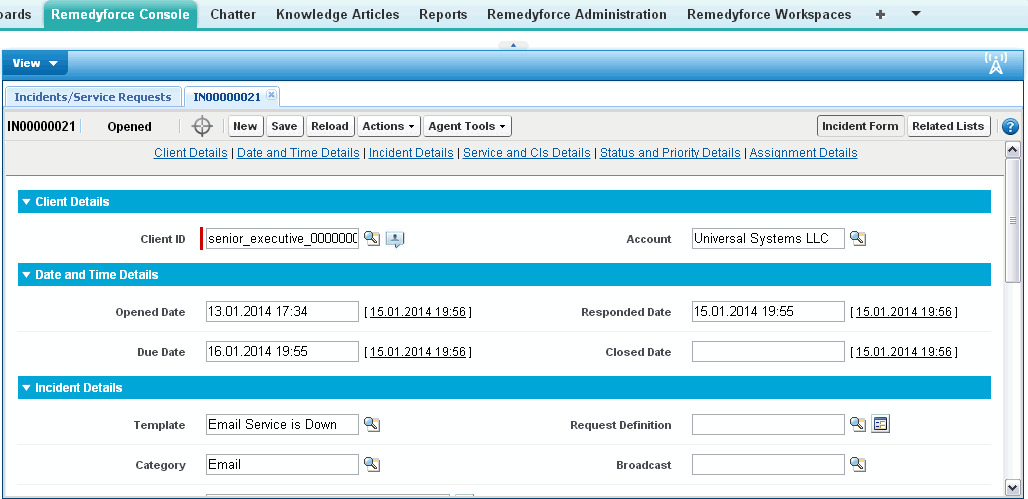 ards Remedyforce Console Chatter Knowledge Articles Reports Remedyforce Administration Remedyforce Workspaces +
View
Incidents/Service Requests IN00000021
IN00000021 Opened New Save Reload Actions Agent Tools Incident Form Related Lists ?
Client Details | Date and Time Details | Incident Details | Service and CIs Details | Status and Priority Details | Assignment Details
Client Details
Client ID senior_executive_0000000 Account Universal Systems LLC
Date and Time Details
Opened Date 13.01.2014 17:34 [ 15.01.2014 19:56 ] Responded Date 15.01.2014 19:55 [ 15.01.2014 19:56 ]
Due Date 16.01.2014 19:55 [ 15.01.2014 19:56 ] Closed Date [ 15.01.2014 19:56 ]
Incident Details
Template Email Service is Down Request Definition
Category Email Broadcast